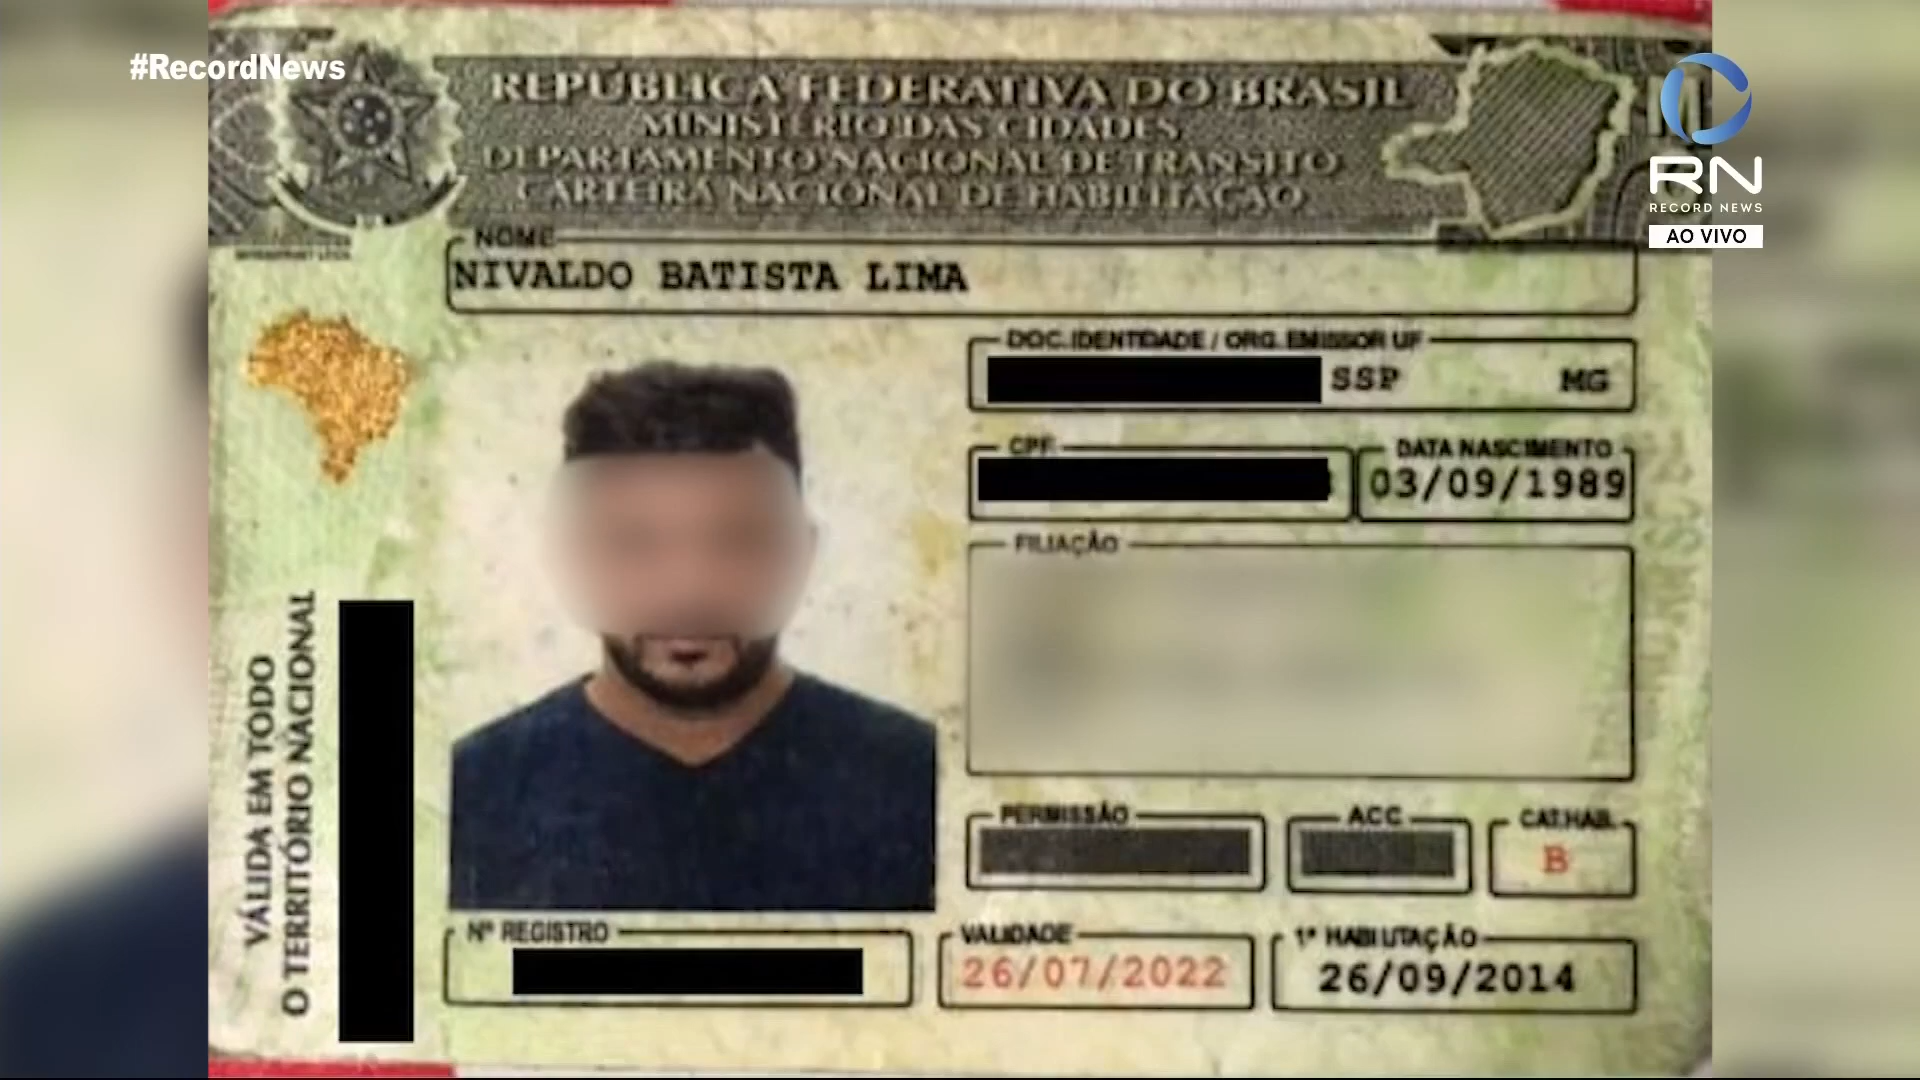 #RecordNews
RN
RECORD NEWS
AO VIVO
REPÚBLICA FEDERATIVA DO BRASIL
MINISTÉRIO DAS CIDADES
DEPARTAMENTO NACIONAL DE TRÂNSITO
CARTEIRA NACIONAL DE HABILITAÇÃO
NOME
NIVALDO BATISTA LIMA
DOC. IDENTIDADE / ORG. EMISSOR UF
SSP MG
CPF
DATA NASCIMENTO
03/09/1989
FILIAÇÃO
PERMISSÃO
ACC
CAT.HAB.
B
Nº REGISTRO
VALIDADE
26/07/2022
1ª HABILITAÇÃO
26/09/2014
VÁLIDA EM TODO
O TERRITÓRIO NACIONAL